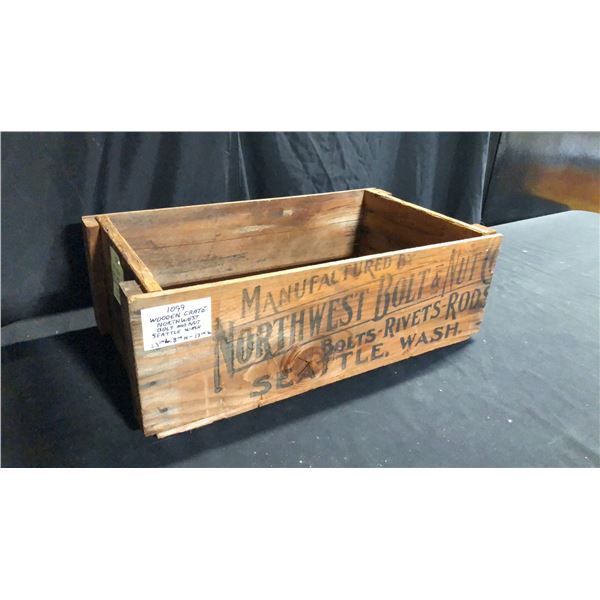 1099
WOODEN CRATE
NORTHWEST
BOLT AND NUT
SEATTLE WASH
MANUFACTURED BY
NORTHWEST BOLT & NUT CO
BOLTS-RIVETS-RODS
SEATTLE, WASH.